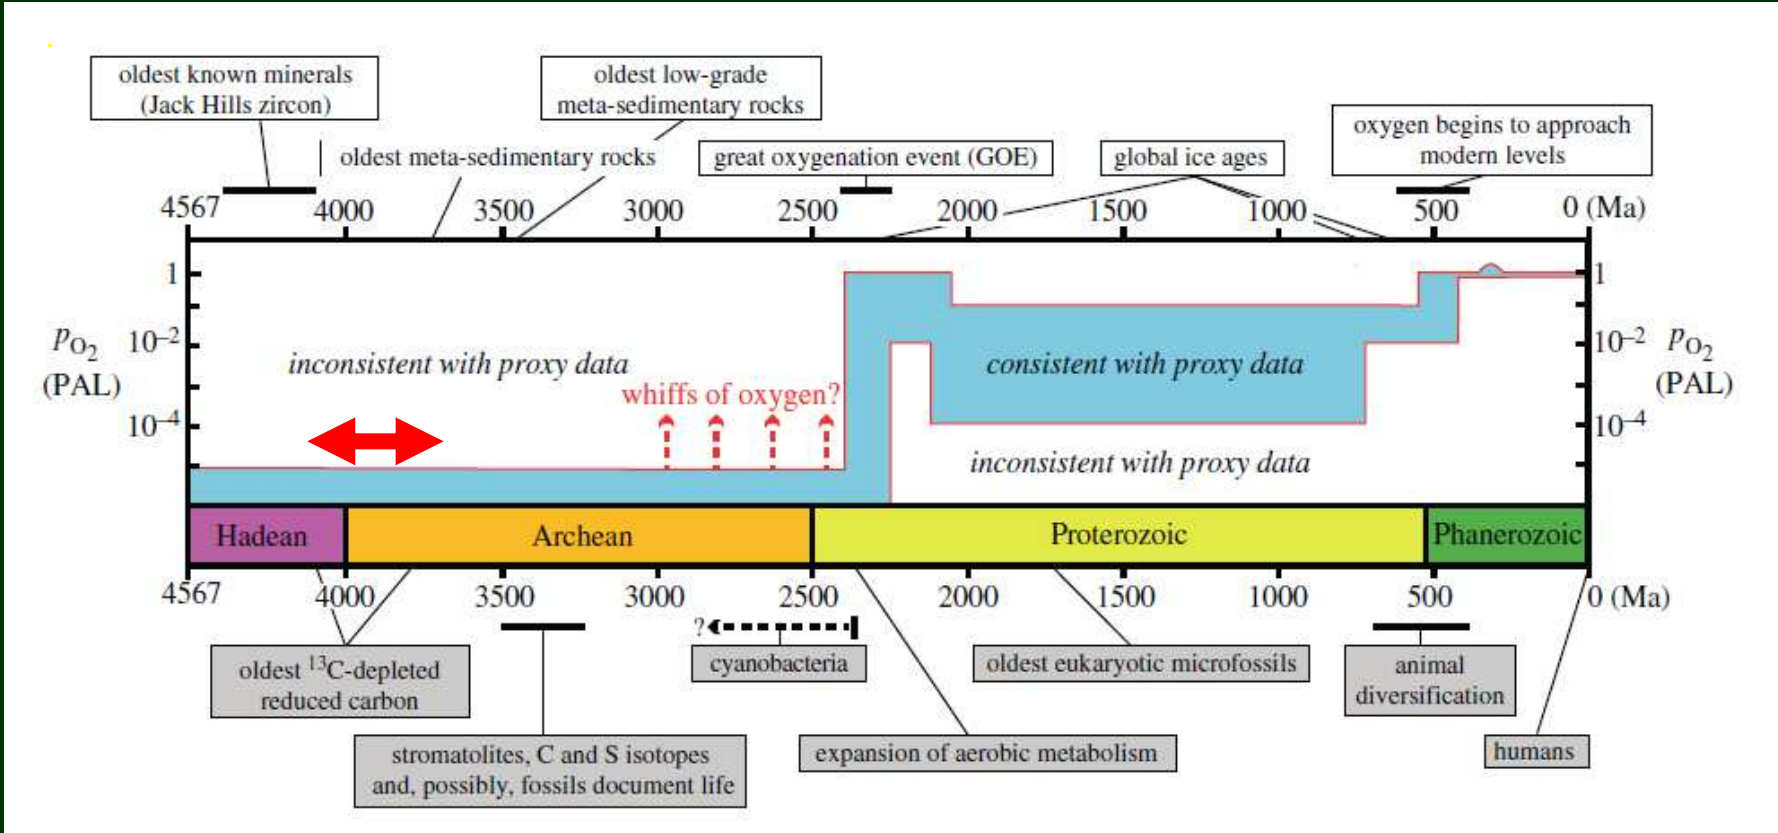 oldest known minerals
(Jack Hills zircon)
oldest low-grade
meta-sedimentary rocks
oldest meta-sedimentary rocks
great oxygenation event (GOE)
global ice ages
oxygen begins to approach
modern levels
4567 4000 3500 3000 2500 2000 1500 1000 500 0 (Ma)
1
10⁻²
10⁻⁴
pO₂
(PAL)
inconsistent with proxy data
whiffs of oxygen?
consistent with proxy data
inconsistent with proxy data
1
10⁻²
10⁻⁴
pO₂
(PAL)
Hadean Archean Proterozoic Phanerozoic
4567 4000 3500 3000 2500 2000 1500 1000 500 0 (Ma)
?
oldest ¹³C-depleted
reduced carbon
stromatolites, C and S isotopes
and, possibly, fossils document life
cyanobacteria
expansion of aerobic metabolism
oldest eukaryotic microfossils
animal
diversification
humans